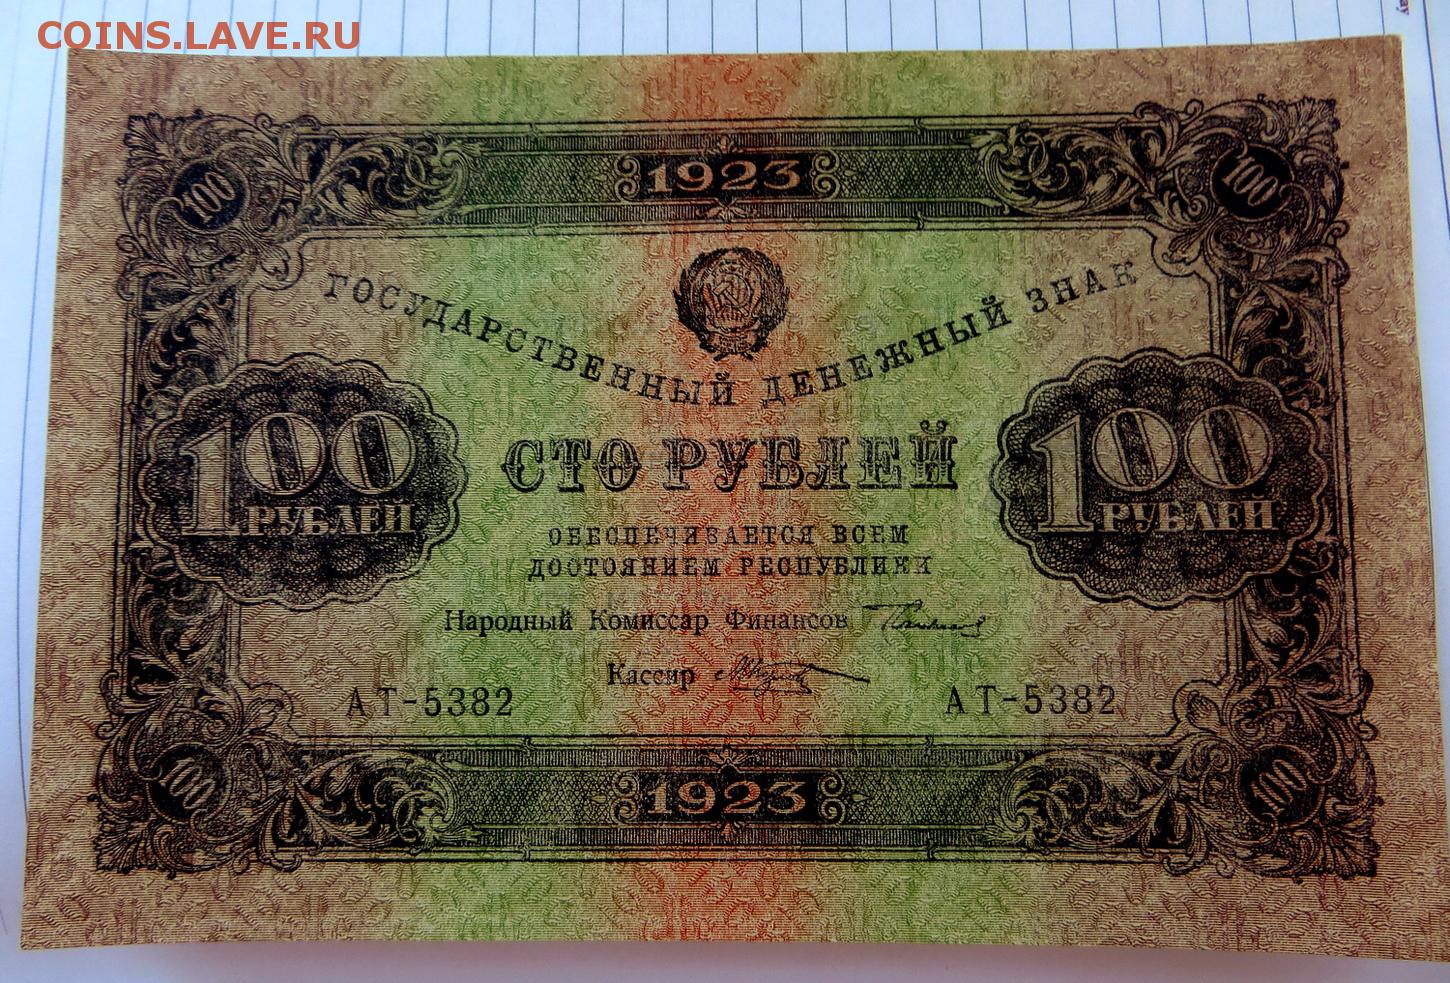 COINS.LAVE.RU
1923
100 100
ГОСУДАРСТВЕННЫЙ ДЕНЕЖНЫЙ ЗНАК
СТО РУБЛЕЙ
100 100
РУБЛЕЙ РУБЛЕЙ
ОБЕСПЕЧИВАЕТСЯ ВСЕМ
ДОСТОЯНИЕМ РЕСПУБЛИКИ
Народный Комиссар Финансов
Кассир
АТ-5382 АТ-5382
100 1923 100